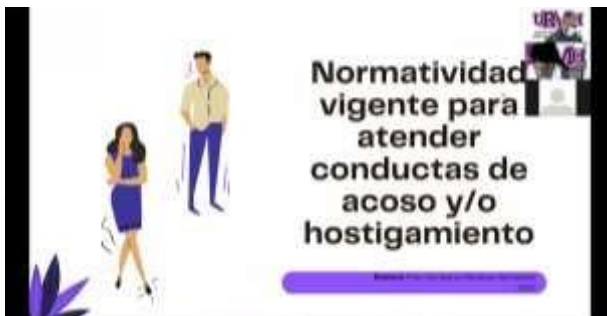 Normatividad
vigente para
atender
conductas de
acoso y/o
hostigamiento